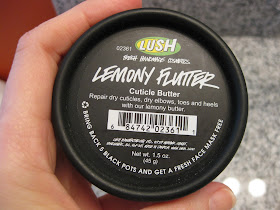 02361 LUSH
FRESH HANDMADE COSMETICS
LEMONY FLUTTER
Cuticle Butter
Repair dry cuticles, dry elbows, toes and heels
with our lemony butter.
6 84742 02361 1
Net wt. 1.5 oz.
(45 g)
BRING BACK 5 BLACK POTS AND GET A FRESH FACE MASK FREE